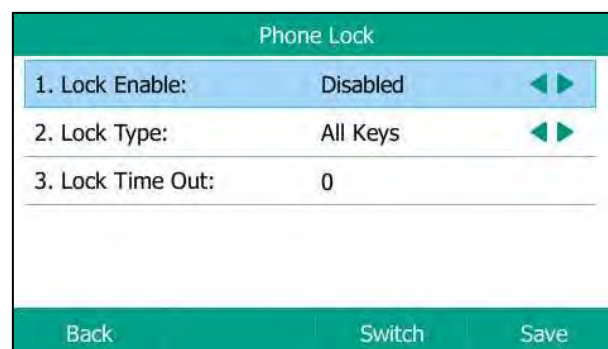 Phone Lock
1. Lock Enable: Disabled
2. Lock Type: All Keys
3. Lock Time Out: 0
Back Switch Save